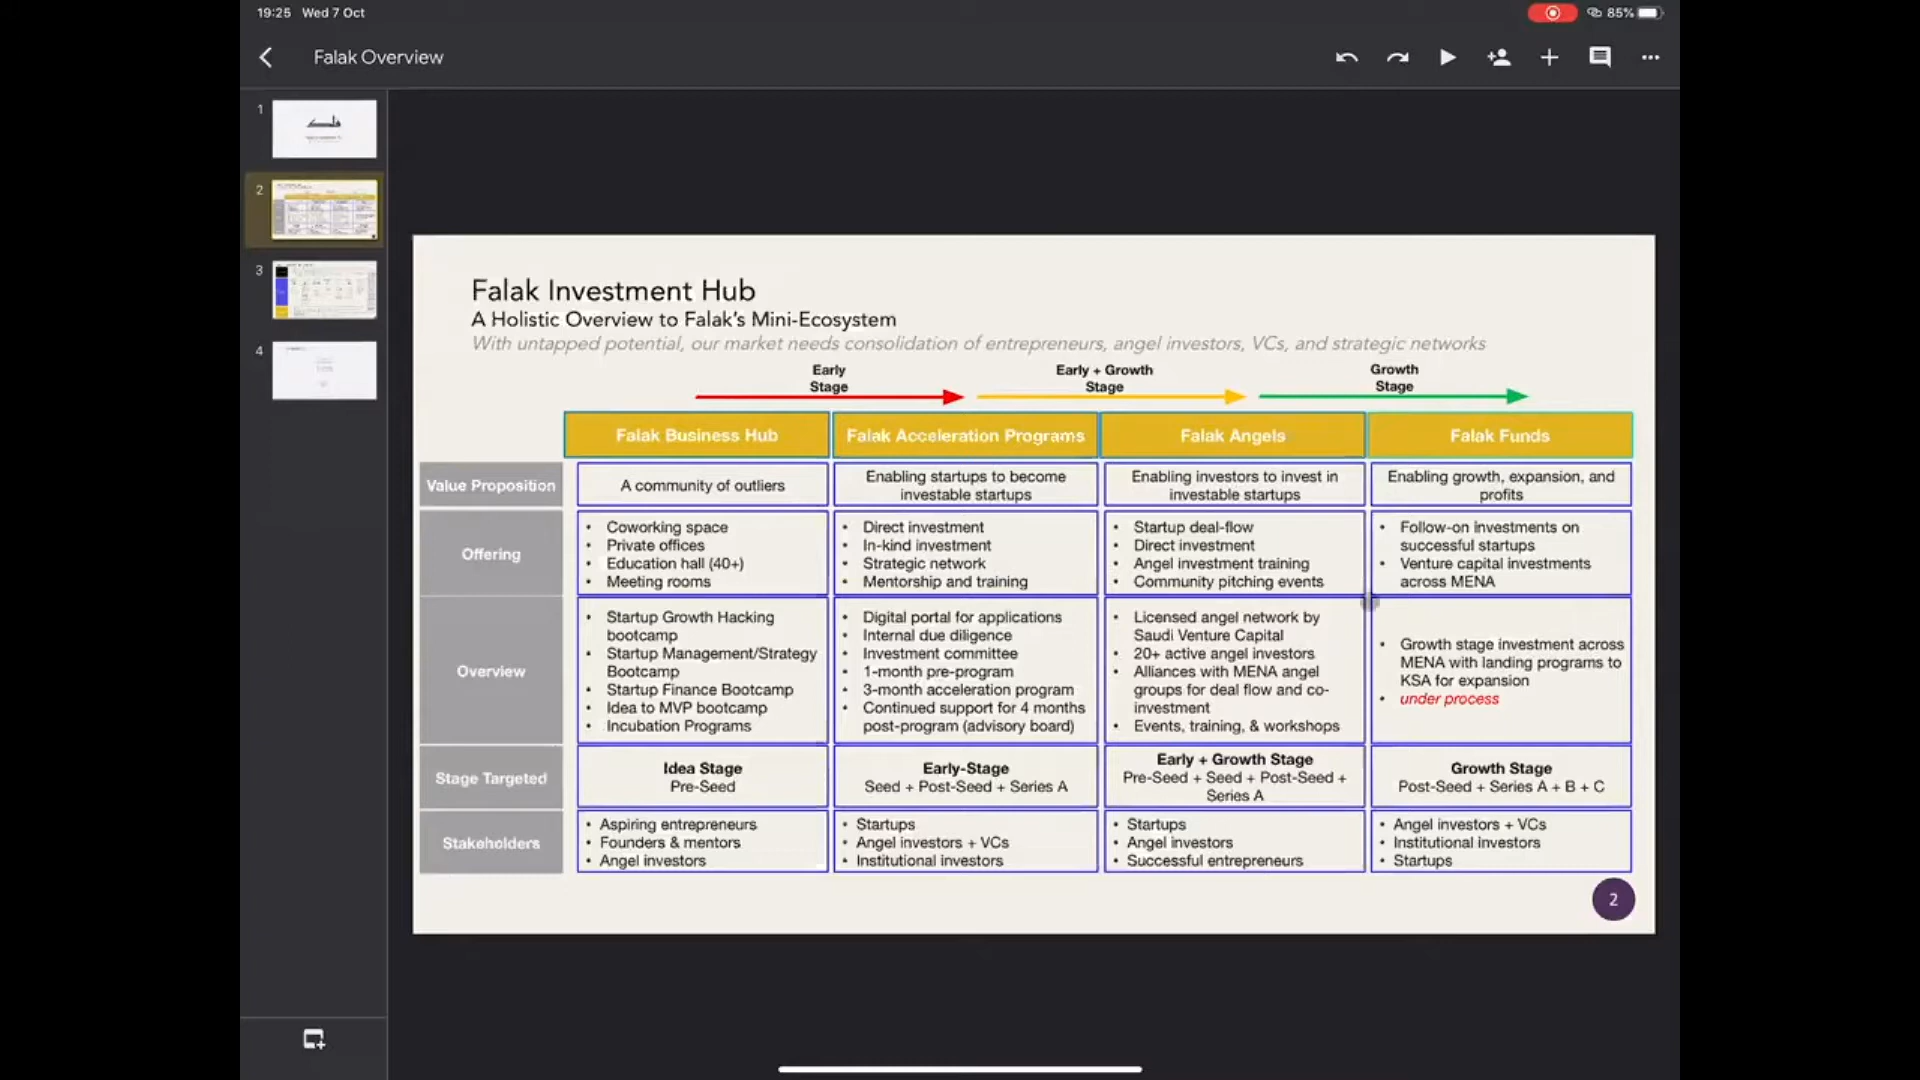 19:25 Wed 7 Oct
85%
Falak Overview
1
2
3
4
Falak Investment Hub
A Holistic Overview to Falak's Mini-Ecosystem
With untapped potential, our market needs consolidation of entrepreneurs, angel investors, VCs, and strategic networks
Early
Stage
Early + Growth
Stage
Growth
Stage
Falak Business Hub
Falak Acceleration Programs
Falak Angels
Falak Funds
Value Proposition
A community of outliers
Enabling startups to become
investable startups
Enabling investors to invest in
investable startups
Enabling growth, expansion, and
profits
Offering
• Coworking space
• Private offices
• Education hall (40+)
• Meeting rooms
• Direct investment
• In-kind investment
• Strategic network
• Mentorship and training
• Startup deal-flow
• Direct investment
• Angel investment training
• Community pitching events
• Follow-on investments on
successful startups
• Venture capital investments
across MENA
Overview
• Startup Growth Hacking
bootcamp
• Startup Management/Strategy
Bootcamp
• Startup Finance Bootcamp
• Idea to MVP bootcamp
• Incubation Programs
• Digital portal for applications
• Internal due diligence
• Investment committee
• 1-month pre-program
• 3-month acceleration program
• Continued support for 4 months
post-program (advisory board)
• Licensed angel network by
Saudi Venture Capital
• 20+ active angel investors
• Alliances with MENA angel
groups for deal flow and co-
investment
• Events, training, & workshops
• Growth stage investment across
MENA with landing programs to
KSA for expansion
• under process
Stage Targeted
Idea Stage
Pre-Seed
Early-Stage
Seed + Post-Seed + Series A
Early + Growth Stage
Pre-Seed + Seed + Post-Seed +
Series A
Growth Stage
Post-Seed + Series A + B + C
Stakeholders
• Aspiring entrepreneurs
• Founders & mentors
• Angel investors
• Startups
• Angel investors + VCs
• Institutional investors
• Startups
• Angel investors
• Successful entrepreneurs
• Angel investors + VCs
• Institutional investors
• Startups
2